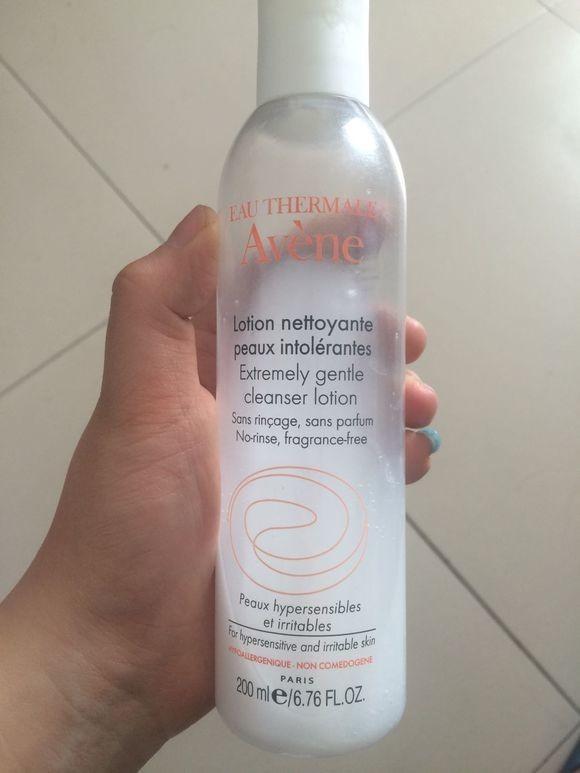 EAU THERMALE
Avène
Lotion nettoyante
peaux intolérantes
Extremely gentle
cleanser lotion
Sans rinçage, sans parfum
No-rinse, fragrance-free
Peaux hypersensibles
et irritables
For hypersensitive and irritable skin
HYPOALLERGENIQUE - NON COMEDOGENE
PARIS
200 ml e/6.76 FL.OZ.